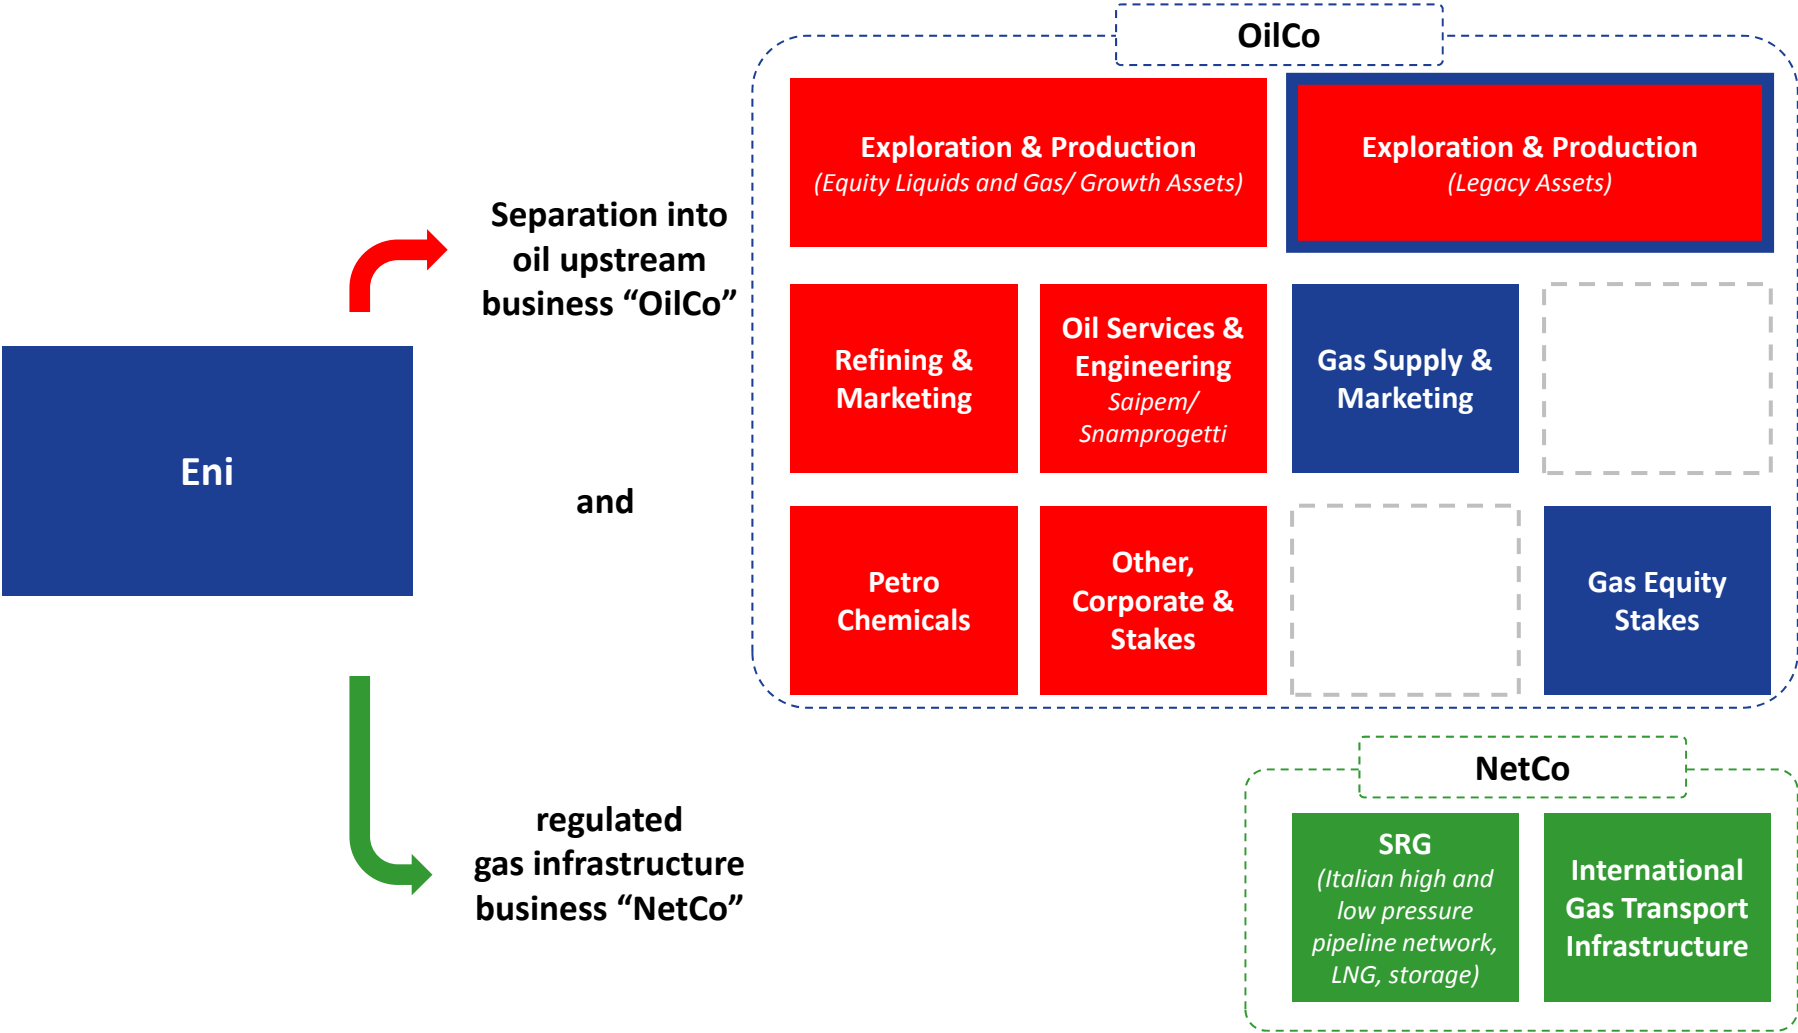 OilCo
Exploration & Production
(Equity Liquids and Gas/ Growth Assets)
Exploration & Production
(Legacy Assets)
Separation into
oil upstream
business “OilCo”
Refining &
Marketing
Oil Services &
Engineering
Saipem/
Snamprogetti
Gas Supply &
Marketing
Eni
and
Petro
Chemicals
Other,
Corporate &
Stakes
Gas Equity
Stakes
NetCo
regulated
gas infrastructure
business “NetCo”
SRG
(Italian high and
low pressure
pipeline network,
LNG, storage)
International
Gas Transport
Infrastructure